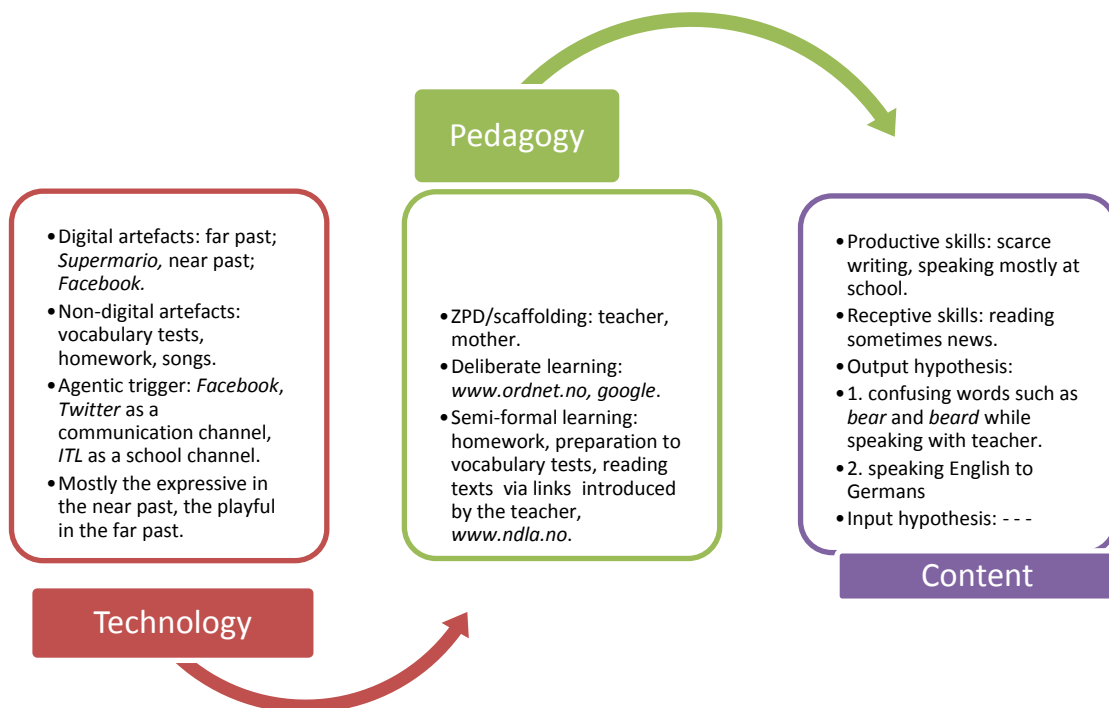 Pedagogy
•Digital artefacts: far past;
Supermario, near past;
Facebook.
•Non-digital artefacts:
vocabulary tests,
homework, songs.
•Agentic trigger: Facebook,
Twitter as a
communication channel,
ITL as a school channel.
•Mostly the expressive in
the near past, the playful
in the far past.
Technology
•ZPD/scaffolding: teacher,
mother.
•Deliberate learning:
www.ordnet.no, google.
•Semi-formal learning:
homework, preparation to
vocabulary tests, reading
texts via links introduced
by the teacher,
www.ndla.no.
•Productive skills: scarce
writing, speaking mostly at
school.
•Receptive skills: reading
sometimes news.
•Output hypothesis:
•1. confusing words such as
bear and beard while
speaking with teacher.
•2. speaking English to
Germans
•Input hypothesis: - - -
Content